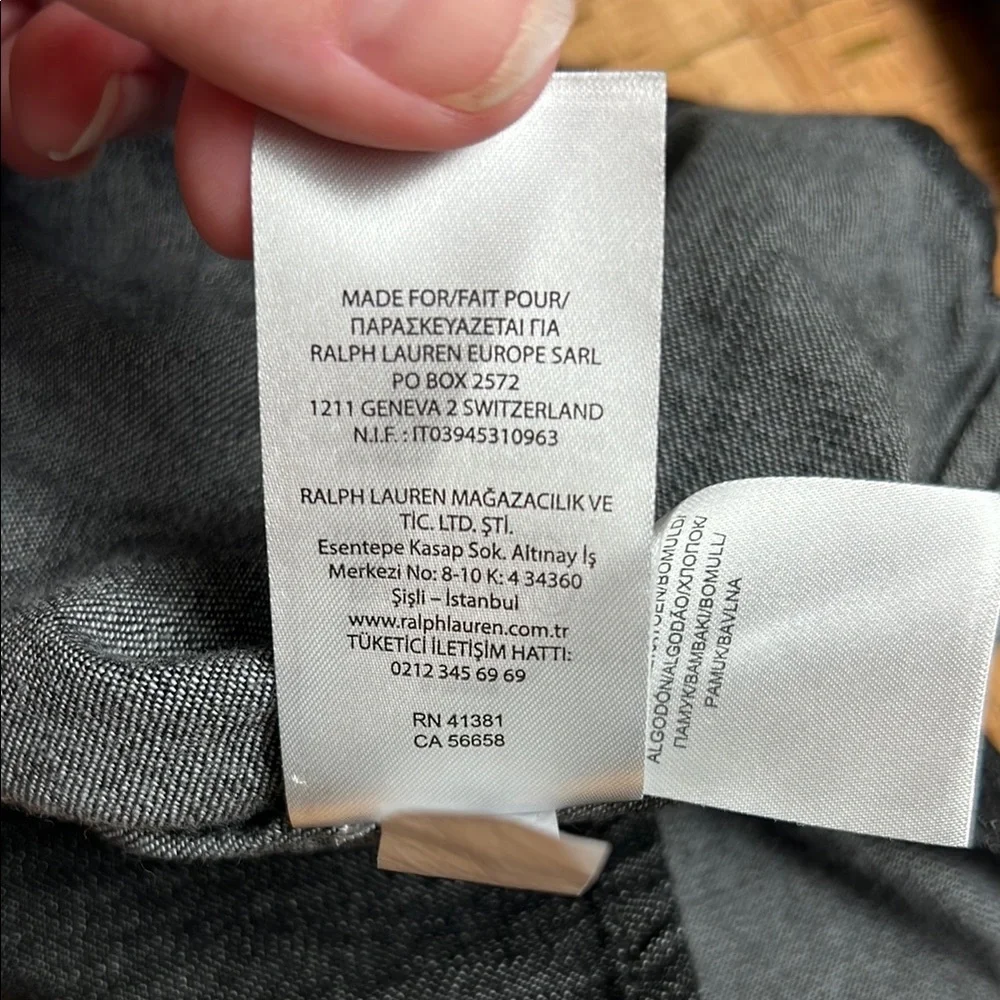 MADE FOR/FAIT POUR/
ΠΑΡΑΣΚΕΥΑΖΕΤΑΙ ΓΙΑ
RALPH LAUREN EUROPE SARL
PO BOX 2572
1211 GENEVA 2 SWITZERLAND
N.I.F. : IT03945310963
RALPH LAUREN MAĞAZACILIK VE
TİC. LTD. ŞTİ.
Esentepe Kasap Sok. Altınay İş
Merkezi No: 8-10 K: 4 34360
Şişli – İstanbul
www.ralphlauren.com.tr
TÜKETİCİ İLETİŞİM HATTI:
0212 345 69 69
RN 41381
CA 56658
ALGODÓN/ALGODÃO/ХЛОПОК/
ПАМУК/BAMBAKI/BOMULL/
PAMUK/BAVLNA